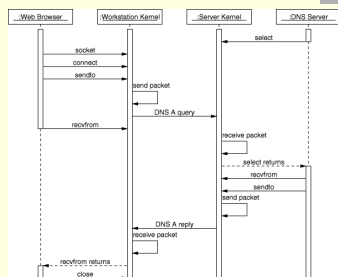 :Web Browser
:Workstation Kernel
:Server Kernel
:DNS Server
select
socket
connect
sendto
send packet
DNS A query
recvfrom
receive packet
select returns
recvfrom
sendto
send packet
DNS A reply
receive packet
recvfrom returns
close